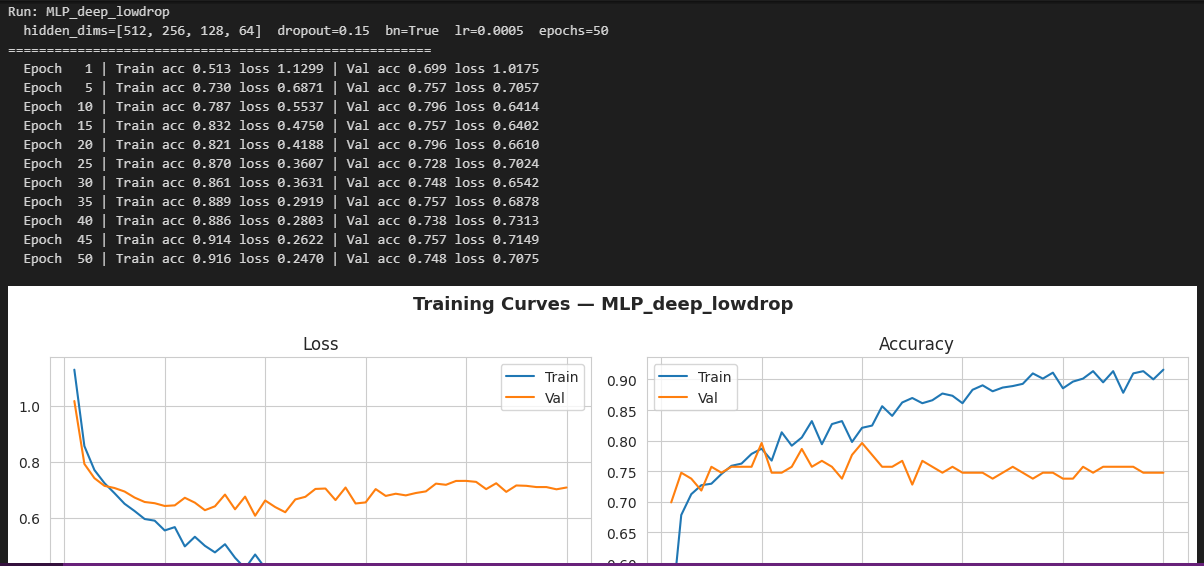 Run: MLP_deep_lowdrop
hidden_dims=[512, 256, 128, 64]  dropout=0.15  bn=True  lr=0.0005  epochs=50
=======================================================
Epoch   1 | Train acc 0.513 loss 1.1299 | Val acc 0.699 loss 1.0175
Epoch   5 | Train acc 0.730 loss 0.6871 | Val acc 0.757 loss 0.7057
Epoch  10 | Train acc 0.787 loss 0.5537 | Val acc 0.796 loss 0.6414
Epoch  15 | Train acc 0.832 loss 0.4750 | Val acc 0.757 loss 0.6402
Epoch  20 | Train acc 0.821 loss 0.4188 | Val acc 0.796 loss 0.6610
Epoch  25 | Train acc 0.870 loss 0.3607 | Val acc 0.728 loss 0.7024
Epoch  30 | Train acc 0.861 loss 0.3631 | Val acc 0.748 loss 0.6542
Epoch  35 | Train acc 0.889 loss 0.2919 | Val acc 0.757 loss 0.6878
Epoch  40 | Train acc 0.886 loss 0.2803 | Val acc 0.738 loss 0.7313
Epoch  45 | Train acc 0.914 loss 0.2622 | Val acc 0.757 loss 0.7149
Epoch  50 | Train acc 0.916 loss 0.2470 | Val acc 0.748 loss 0.7075
Training Curves — MLP_deep_lowdrop
Loss
Train
Val
1.0
0.8
0.6
Accuracy
Train
Val
0.90
0.85
0.80
0.75
0.70
0.65
0.60